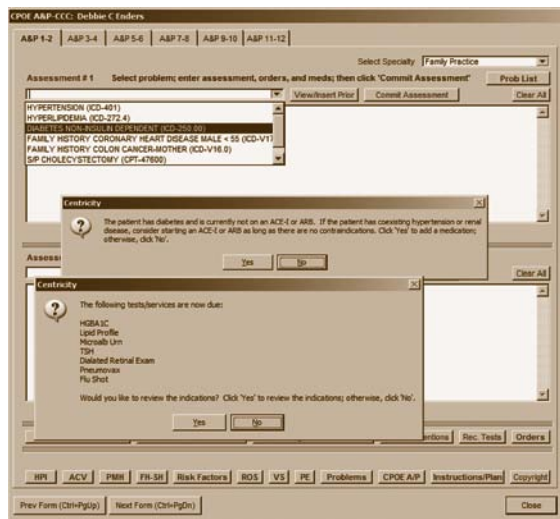 CPOE A&P-CCC: Debbie C Enders
A&P 1-2 A&P 3-4 A&P 5-6 A&P 7-8 A&P 9-10 A&P 11-12
Select Specialty Family Practice
Assessment # 1 Select problem; enter assessment, orders, and meds; then click 'Commit Assessment' Prob List
View/Insert Prior Commit Assessment Clear All
HYPERTENSION (ICD-401)
HYPERLIPIDEMIA (ICD-272.4)
DIABETES NON-INSULIN DEPENDENT (ICD-250.00)
FAMILY HISTORY CORONARY HEART DISEASE MALE < 55 (ICD-V17
FAMILY HISTORY COLON CANCER-MOTHER (ICD-V16.0)
S/P CHOLECYSTECTOMY (CPT-47600)
Centricity
The patient has diabetes and is currently not on an ACE-I or ARB. If the patient has coexisting hypertension or renal
disease, consider starting an ACE-I or ARB as long as there are no contraindications. Click 'Yes' to add a medication;
otherwise, click 'No'.
Yes No
Assess
Clear All
Centricity
The following tests/services are now due:
HGBA1C
Lipid Profile
Microalb Urn
TSH
Dialated Retinal Exam
Pneumovax
Flu Shot
Would you like to review the indications? Click 'Yes' to review the indications; otherwise, click 'No'.
Yes No
entions Rec. Tests Orders
HPI ACV PMH FH-SH Risk Factors ROS VS PE Problems CPOE A/P Instructions/Plan Copyright
Prev Form (Ctrl+PgUp) Next Form (Ctrl+PgDn) Close